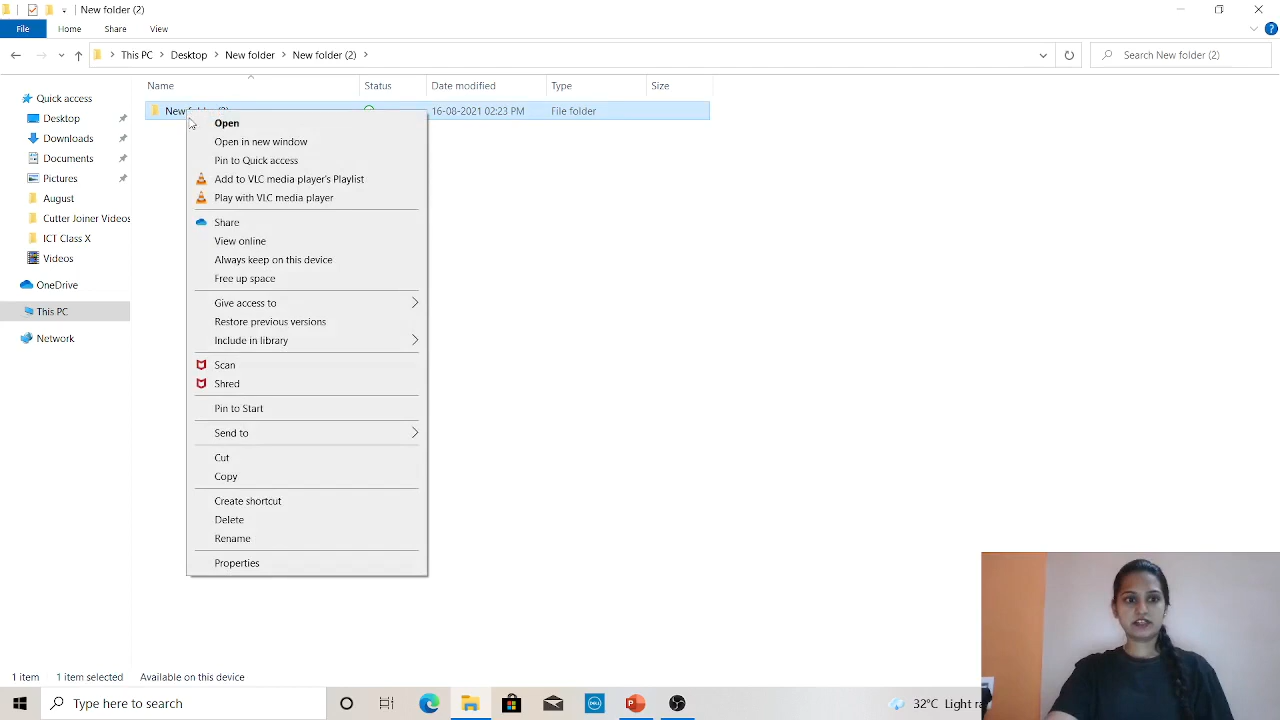 New folder (2)
File Home Share View
This PC > Desktop > New folder > New folder (2) > Search New folder (2)
Name Status Date modified Type Size
Quick access
Desktop
Downloads
Documents
Pictures
August
Cutter Joiner Videos
ICT Class X
Videos
OneDrive
This PC
Network
16-08-2021 02:23 PM File folder
Open
Open in new window
Pin to Quick access
Add to VLC media player's Playlist
Play with VLC media player
Share
View online
Always keep on this device
Free up space
Give access to
Restore previous versions
Include in library
Scan
Shred
Pin to Start
Send to
Cut
Copy
Create shortcut
Delete
Rename
Properties
1 item 1 item selected Available on this device
Type here to search
DELL
32°C Light